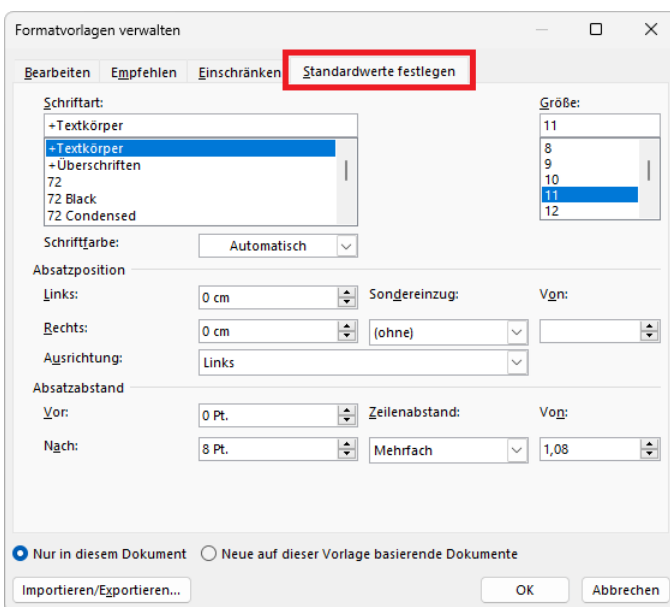 Formatvorlagen verwalten
Bearbeiten Empfehlen Einschränken Standardwerte festlegen
Schriftart: Größe:
+Textkörper 11
+Textkörper 8
+Überschriften 9
72 10
72 Black 11
72 Condensed 12
Schriftfarbe: Automatisch
Absatzposition
Links: 0 cm Sondereinzug: Von:
Rechts: 0 cm (ohne)
Ausrichtung: Links
Absatzabstand
Vor: 0 Pt. Zeilenabstand: Von:
Nach: 8 Pt. Mehrfach 1,08
Nur in diesem Dokument Neue auf dieser Vorlage basierende Dokumente
Importieren/Exportieren... OK Abbrechen